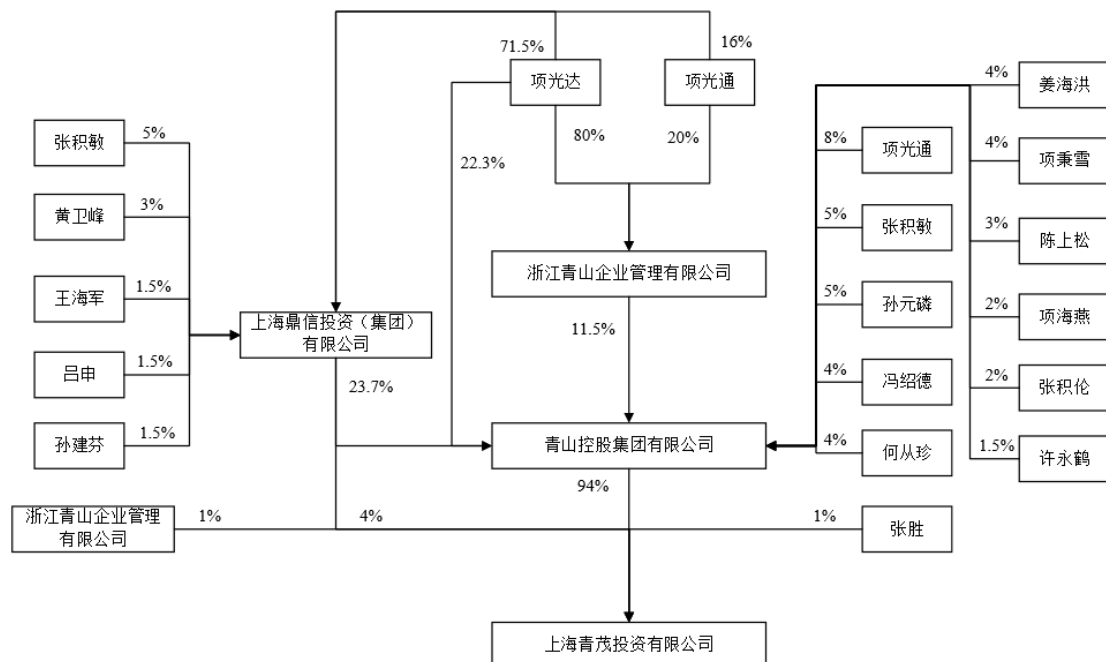 71.5%
16%
项光达
项光通
4%
姜海洪
张积敏
5%
80%
20%
8%
项光通
4%
项秉雪
22.3%
黄卫峰
3%
5%
张积敏
3%
陈上松
浙江青山企业管理有限公司
王海军
1.5%
5%
孙元磷
2%
项海燕
上海鼎信投资（集团）
有限公司
11.5%
吕申
1.5%
23.7%
4%
冯绍德
2%
张积伦
孙建芬
1.5%
青山控股集团有限公司
4%
何从珍
1.5%
许永鹤
94%
浙江青山企业管理
有限公司
1%
4%
1%
张胜
上海青茂投资有限公司